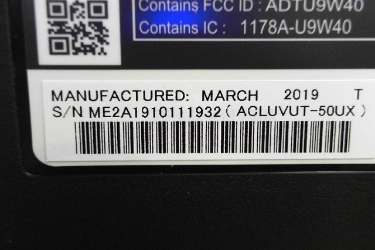 Contains FCC ID : ADTU9W40
Contains IC : 1178A-U9W40
MANUFACTURED: MARCH 2019 T
S/N ME2A1910111932 ( ACLUVUT-50UX )